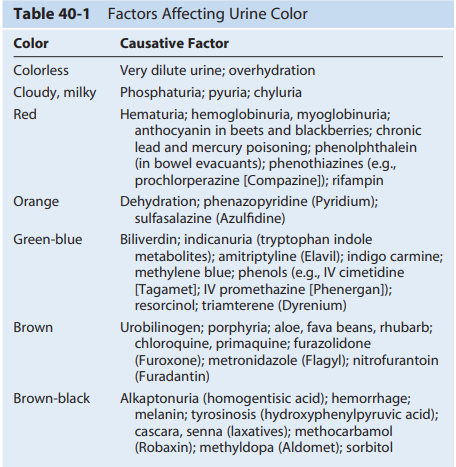 Table 40-1 Factors Affecting Urine Color
Color Causative Factor
Colorless Very dilute urine; overhydration
Cloudy, milky Phosphaturia; pyuria; chyluria
Red Hematuria; hemoglobinuria, myoglobinuria;
anthocyanin in beets and blackberries; chronic
lead and mercury poisoning; phenolphthalein
(in bowel evacuants); phenothiazines (e.g.,
prochlorperazine [Compazine]); rifampin
Orange Dehydration; phenazopyridine (Pyridium);
sulfasalazine (Azulfidine)
Green-blue Biliverdin; indicanuria (tryptophan indole
metabolites); amitriptyline (Elavil); indigo carmine;
methylene blue; phenols (e.g., IV cimetidine
[Tagamet]; IV promethazine [Phenergan]);
resorcinol; triamterene (Dyrenium)
Brown Urobilinogen; porphyria; aloe, fava beans, rhubarb;
chloroquine, primaquine; furazolidone
(Furoxone); metronidazole (Flagyl); nitrofurantoin
(Furadantin)
Brown-black Alkaptonuria (homogentisic acid); hemorrhage;
melanin; tyrosinosis (hydroxyphenylpyruvic acid);
cascara, senna (laxatives); methocarbamol
(Robaxin); methyldopa (Aldomet); sorbitol